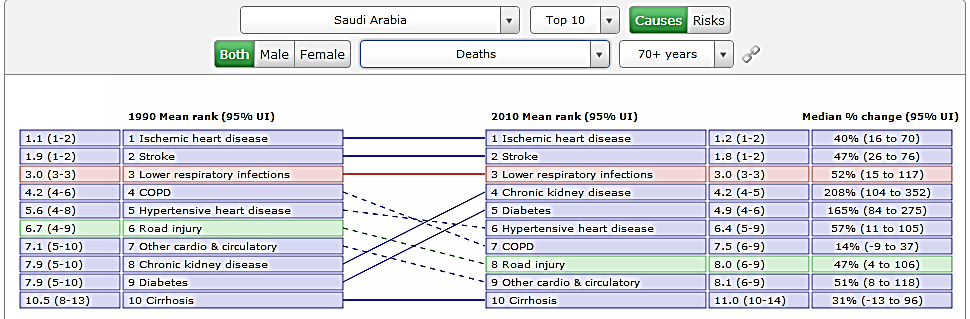 Saudi Arabia Top 10 Causes Risks
Both Male Female Deaths 70+ years
1990 Mean rank (95% UI) 2010 Mean rank (95% UI) Median % change (95% UI)
1.1 (1-2) 1 Ischemic heart disease 1 Ischemic heart disease 1.2 (1-2) 40% (16 to 70)
1.9 (1-2) 2 Stroke 2 Stroke 1.8 (1-2) 47% (26 to 76)
3.0 (3-3) 3 Lower respiratory infections 3 Lower respiratory infections 3.0 (3-3) 52% (15 to 117)
4.2 (4-6) 4 COPD 4 Chronic kidney disease 4.2 (4-5) 208% (104 to 352)
5.6 (4-8) 5 Hypertensive heart disease 5 Diabetes 4.9 (4-6) 165% (84 to 275)
6.7 (4-9) 6 Road injury 6 Hypertensive heart disease 6.4 (5-9) 57% (11 to 105)
7.1 (5-10) 7 Other cardio & circulatory 7 COPD 7.5 (6-9) 14% (-9 to 37)
7.9 (5-10) 8 Chronic kidney disease 8 Road injury 8.0 (6-9) 47% (4 to 106)
7.9 (5-10) 9 Diabetes 9 Other cardio & circulatory 8.1 (6-9) 51% (8 to 118)
10.5 (8-13) 10 Cirrhosis 10 Cirrhosis 11.0 (10-14) 31% (-13 to 96)